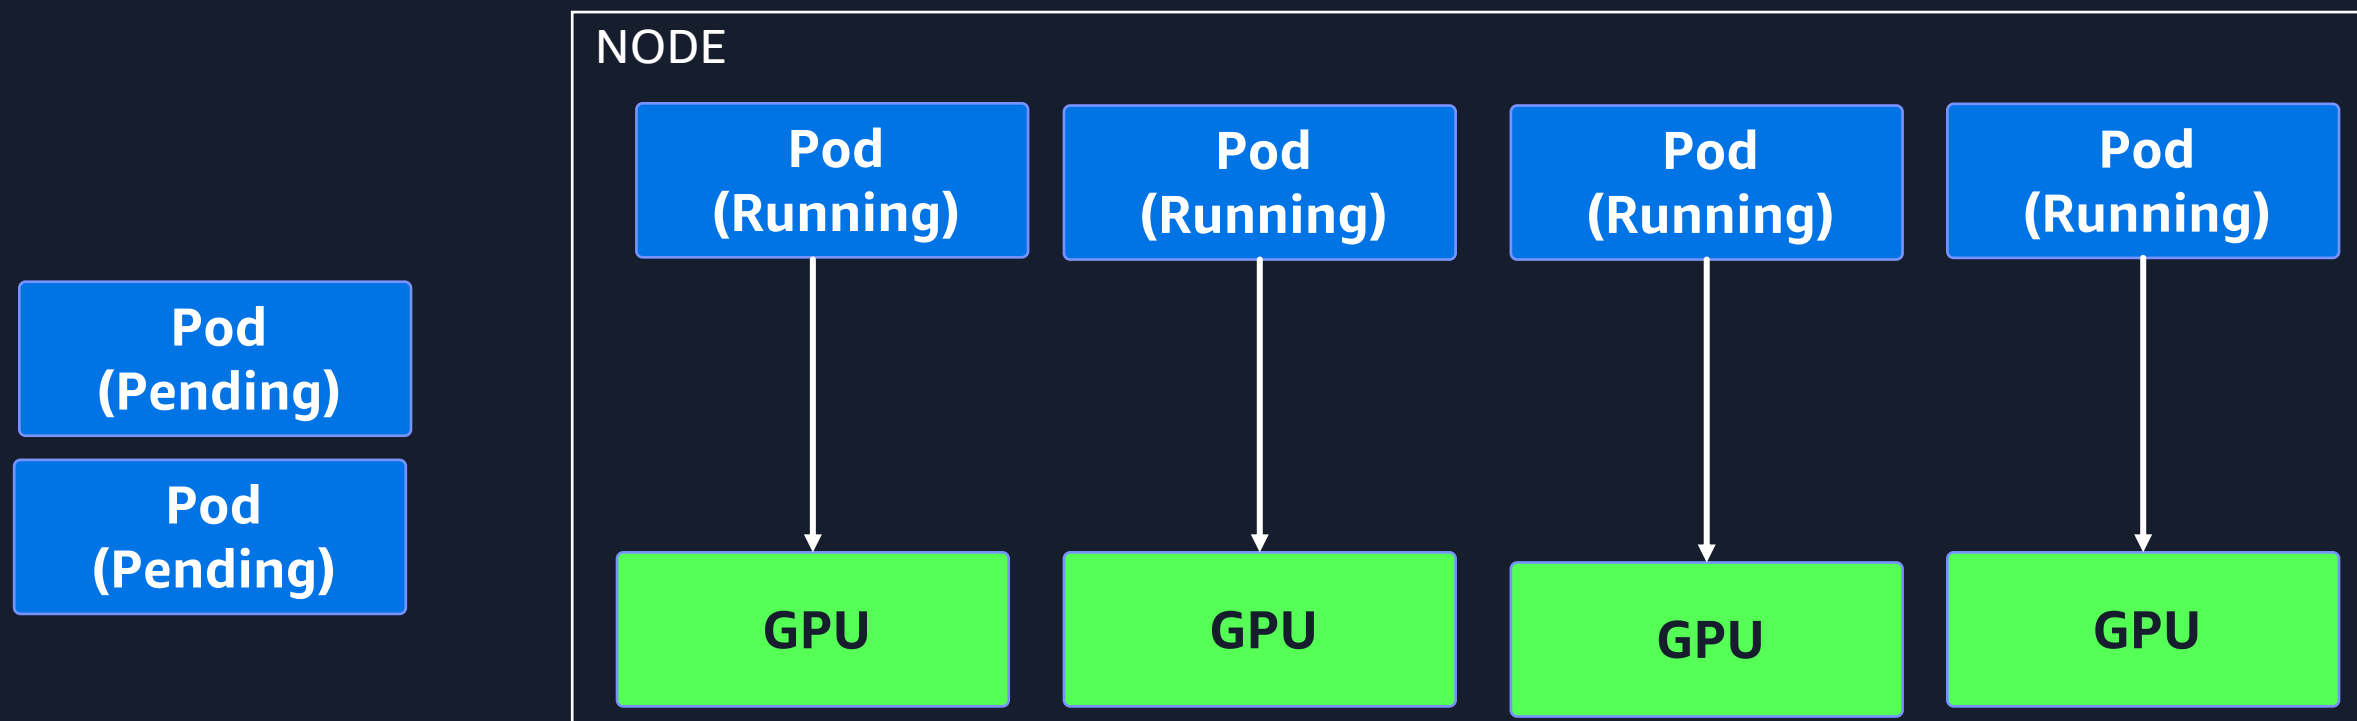 NODE
Pod
(Running)
Pod
(Running)
Pod
(Running)
Pod
(Running)
Pod
(Pending)
Pod
(Pending)
GPU
GPU
GPU
GPU